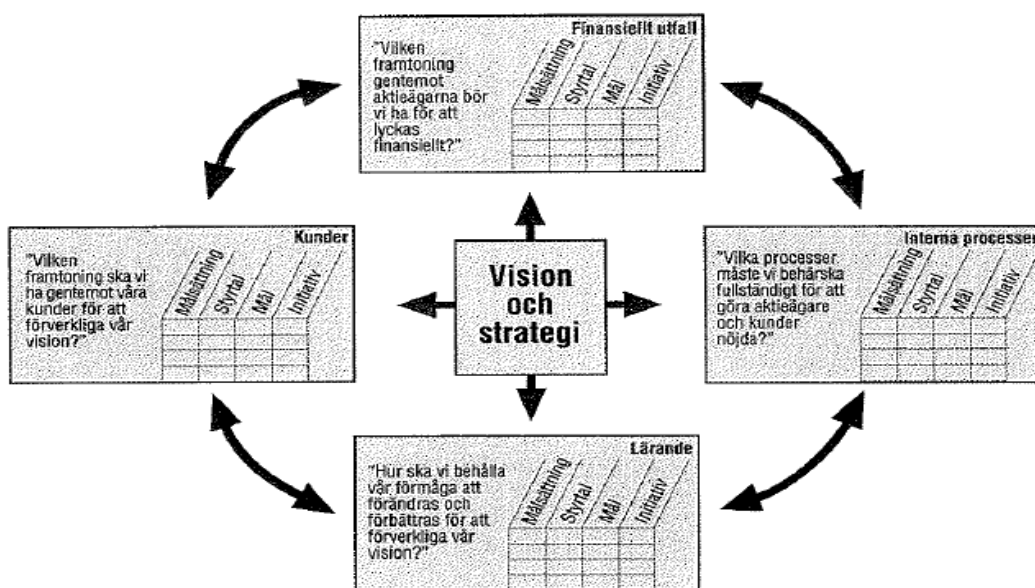 Finansiellt utfall
"Vilken
framtoning
gentemot
aktieägarna bör
vi ha för att
lyckas
finansiellt?"
Målsättning
Styrtal
Mål
Initiativ
Kunder
"Vilken
framtoning ska vi
ha gentemot våra
kunder för att
förverkliga vår
vision?"
Målsättning
Styrtal
Mål
Initiativ
Vision
och
strategi
Interna processer
"Vilka processer
måste vi behärska
fullständigt för att
göra aktieägare
och kunder
nöjda?"
Målsättning
Styrtal
Mål
Initiativ
Lärande
"Hur ska vi behålla
vår förmåga att
förändras och
förbättras för att
förverkliga vår
vision?"
Målsättning
Styrtal
Mål
Initiativ